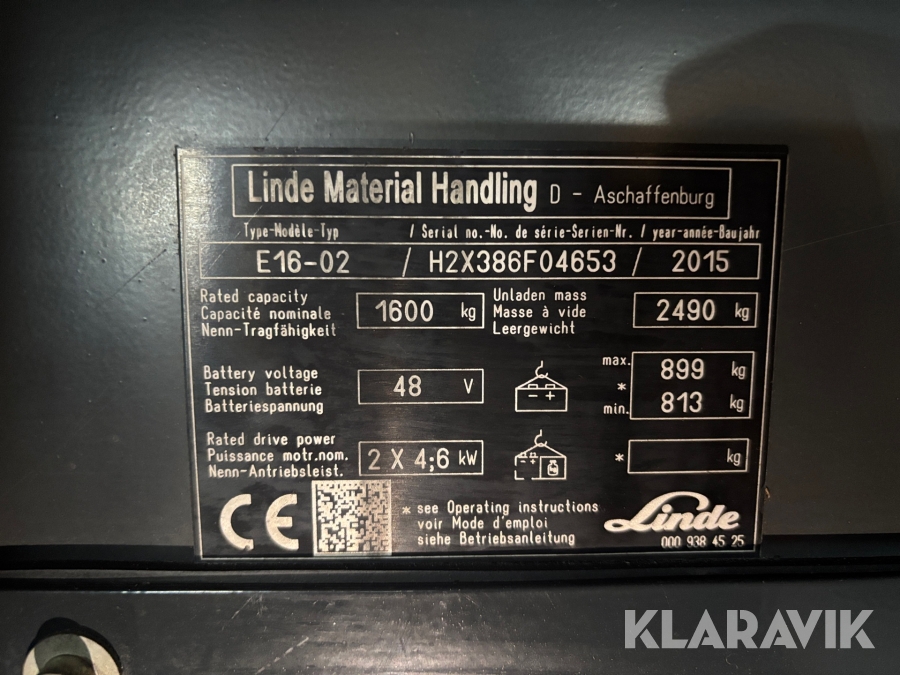 Linde Material Handling D - Aschaffenburg
Type-Modèle-Typ / Serial no.-No. de série-Serien-Nr. / year-année-Baujahr
E16-02 / H2X386F04653 / 2015
Rated capacity
Capacité nominale
Nenn-Tragfähigkeit
1600 kg
Unladen mass
Masse à vide
Leergewicht
2490 kg
Battery voltage
Tension batterie
Batteriespannung
48 V
- +
max. 899 kg
*
min. 813 kg
Rated drive power
Puissance motr.nom.
Nenn-Antriebsleist.
2 X 4;6 kW
* kg
CE
* see Operating instructions
voir Mode d'emploi
siehe Betriebsanleitung
Linde
000 938 45 25
KLARAVIK